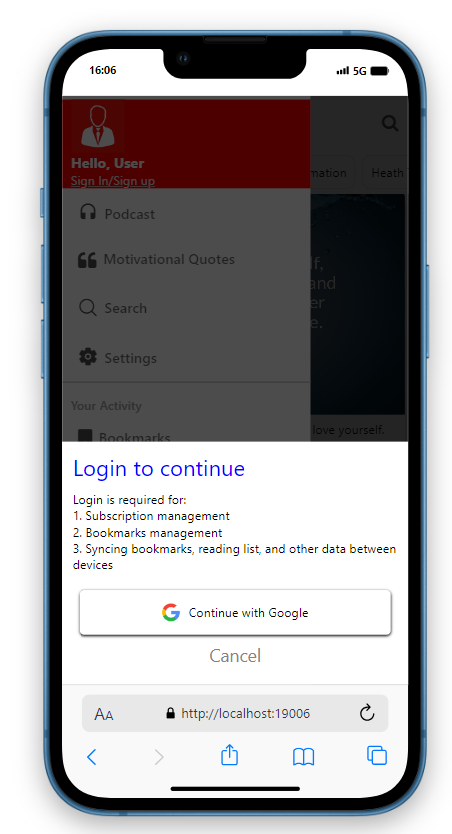 16:06
5G
Hello, User
Sign In/Sign up
mation
Heath
Podcast
Motivational Quotes
Search
Settings
Your Activity
Bookmarks
lf,
and
er
e.
love yourself.
Login to continue
Login is required for:
1. Subscription management
2. Bookmarks management
3. Syncing bookmarks, reading list, and other data between
devices
Continue with Google
Cancel
AA
http://localhost:19006